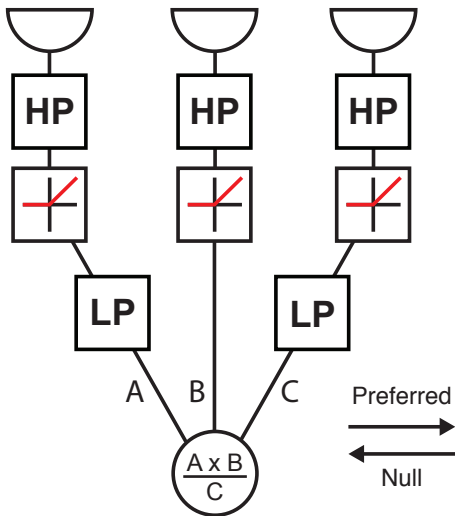 HP HP HP
LP LP
A B C
Preferred
A x B
C
Null